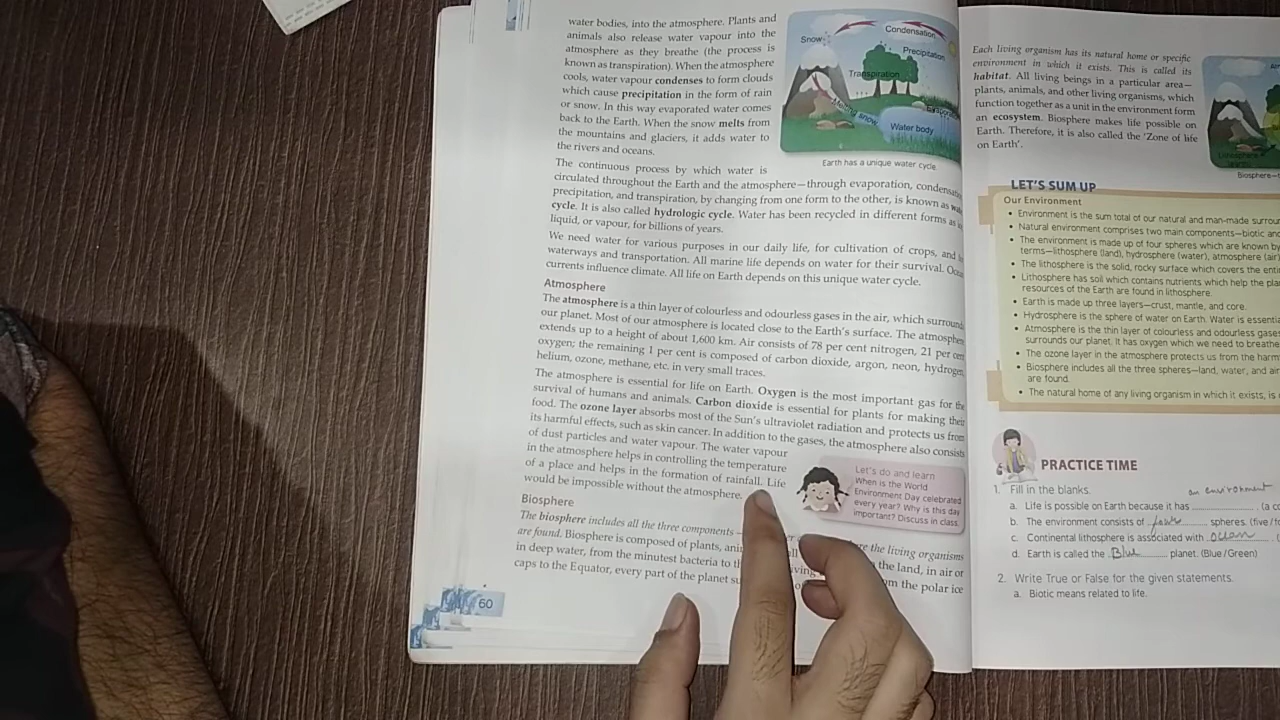 water bodies, into the atmosphere. Plants and
animals also release water vapour into the
atmosphere as they breathe (the process is
known as transpiration). When the atmosphere
cools, water vapour condenses to form clouds
which cause precipitation in the form of rain
or snow. In this way evaporated water comes
back to the Earth. When the snow melts from
the mountains and glaciers, it adds water to
the rivers and oceans.
Snow
Condensation
Precipitation
Transpiration
Melting snow
Water body
Earth has a unique water cycle.
The continuous process by which water is
circulated throughout the Earth and the atmosphere—through evaporation,
precipitation, and transpiration, by changing from one form to the other, is known as
cycle. It is also called hydrologic cycle. Water has been recycled in different forms as
liquid, or vapour, for billions of years.
We need water for various purposes in our daily life, for cultivation of crops, and
waterways and transportation. All marine life depends on water for their survival.
currents influence climate. All life on Earth depends on this unique water cycle.
Atmosphere
The atmosphere is a thin layer of colourless and odourless gases in the air, which
our planet. Most of our atmosphere is located close to the Earth's surface. The
extends up to a height of about 1,600 km. Air consists of 78 per cent nitrogen, 21 per
oxygen; the remaining 1 per cent is composed of carbon dioxide, argon, neon,
helium, ozone, methane, etc. in very small traces.
The atmosphere is essential for life on Earth. Oxygen is the most important gas for the
survival of humans and animals. Carbon dioxide is essential for plants for making their
food. The ozone layer absorbs most of the Sun's ultraviolet radiation and protects us from
its harmful effects, such as skin cancer. In addition to the gases, the atmosphere also consists
of dust particles and water vapour. The water vapour
in the atmosphere helps in controlling the temperature
of a place and helps in the formation of rainfall. Life
would be impossible without the atmosphere.
Let's do and learn
When is the World
Environment Day celebrated
every year? Why is this day
important? Discuss in class.
Biosphere
The biosphere includes all the three components
the living organisms
are found. Biosphere is composed of plants,
the land, in air or
in deep water, from the minutest bacteria to
the polar ice
caps to the Equator, every part of the planet
60
Each living organism has its natural home or specific
environment in which it exists. This is called its
habitat. All living beings in a particular area—
plants, animals, and other living organisms, which
function together as a unit in the environment form
an ecosystem. Biosphere makes life possible on
Earth. Therefore, it is also called the 'Zone of life
on Earth'.
LET'S SUM UP
Our Environment
• Environment is the sum total of our natural and man-made
• Natural environment comprises two main components—biotic
• The environment is made up of four spheres which are known by
terms—lithosphere (land), hydrosphere (water), atmosphere
• The lithosphere is the solid, rocky surface which covers the
• Lithosphere has soil which contains nutrients which help the
resources of the Earth are found in lithosphere.
• Earth is made up three layers—crust, mantle, and core.
• Hydrosphere is the sphere of water on Earth. Water is
• Atmosphere is the thin layer of colourless and odourless gases
surrounds our planet. It has oxygen which we need to breathe
• The ozone layer in the atmosphere protects us from the
• Biosphere includes all the three spheres—land, water, and air
are found.
• The natural home of any living organism in which it exists, is
PRACTICE TIME
1. Fill in the blanks.
a. Life is possible on Earth because it has an environment.
b. The environment consists of four spheres.
c. Continental lithosphere is associated with ocean.
d. Earth is called the Blue planet. (Blue/Green)
2. Write True or False for the given statements.
a. Biotic means related to life.